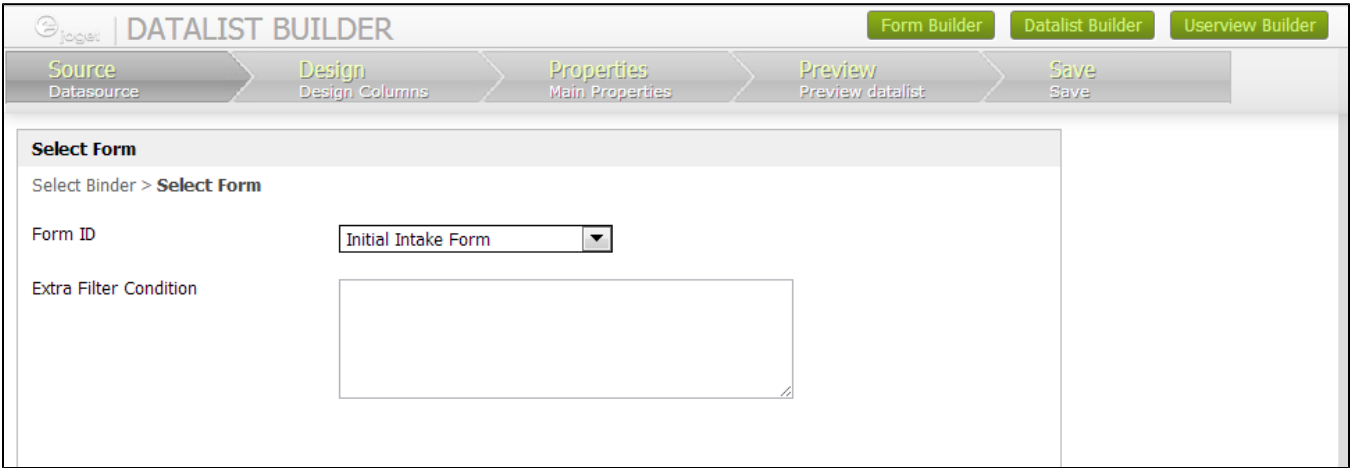 joget | DATALIST BUILDER
Form Builder
Datalist Builder
Userview Builder
Source
Datasource
Design
Design Columns
Properties
Main Properties
Preview
Preview datalist
Save
Save
Select Form
Select Binder > Select Form
Form ID
Initial Intake Form
Extra Filter Condition